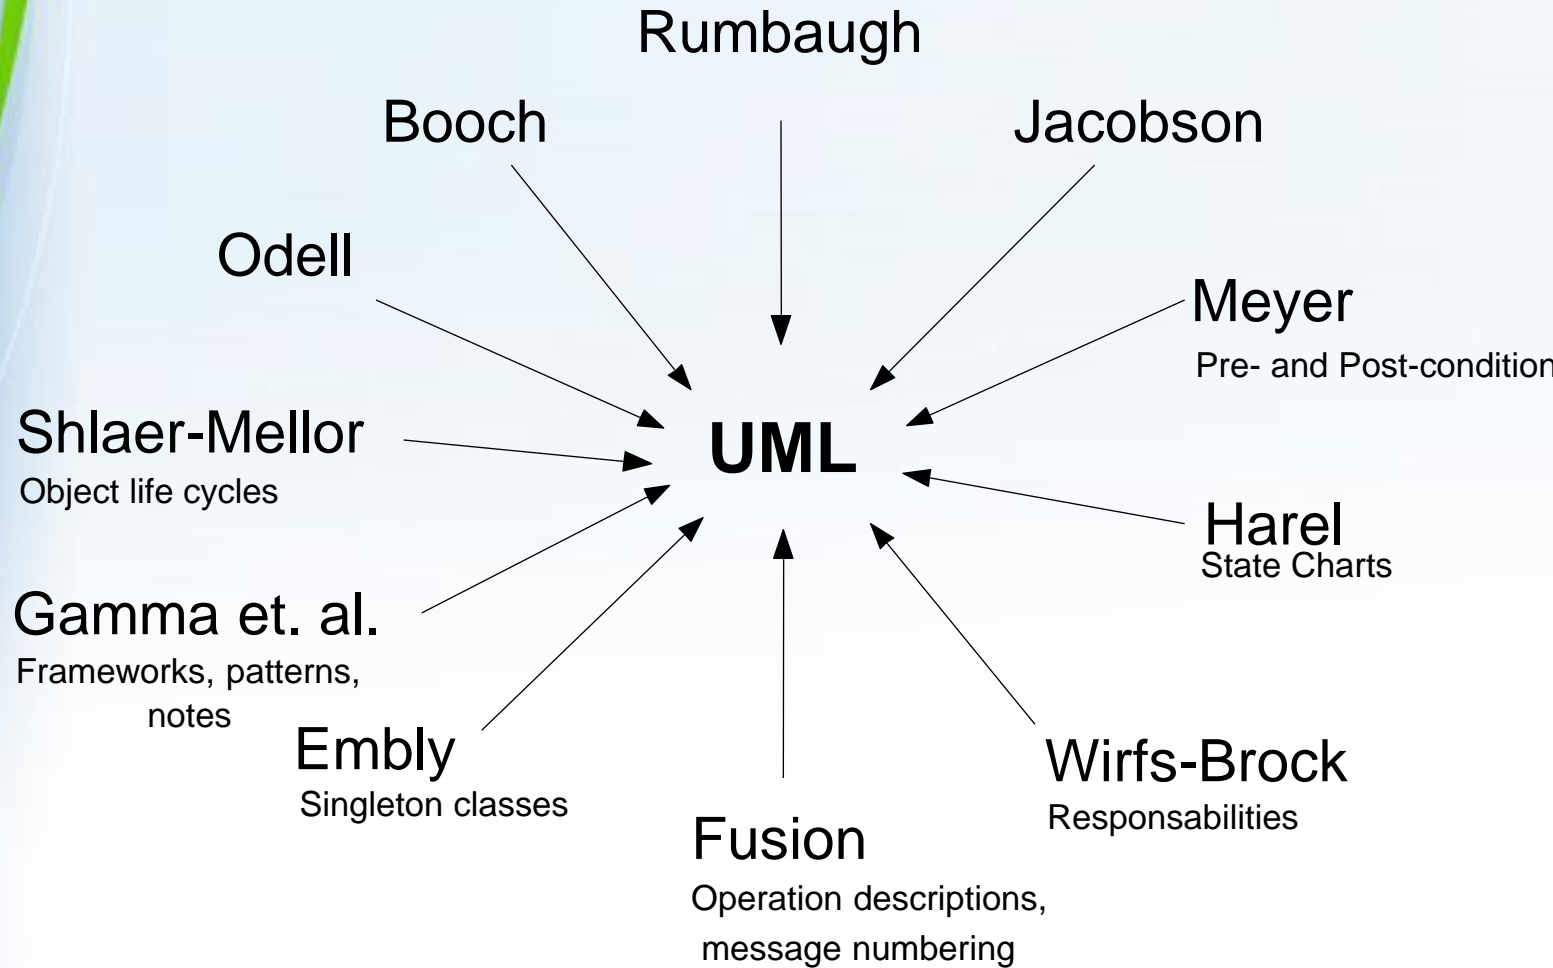 Rumbaugh
Booch
Jacobson
Odell
Meyer
Pre- and Post-condition
Shlaer-Mellor
Object life cycles
UML
Harel
State Charts
Gamma et. al.
Frameworks, patterns,
notes
Embly
Singleton classes
Wirfs-Brock
Responsabilities
Fusion
Operation descriptions,
message numbering